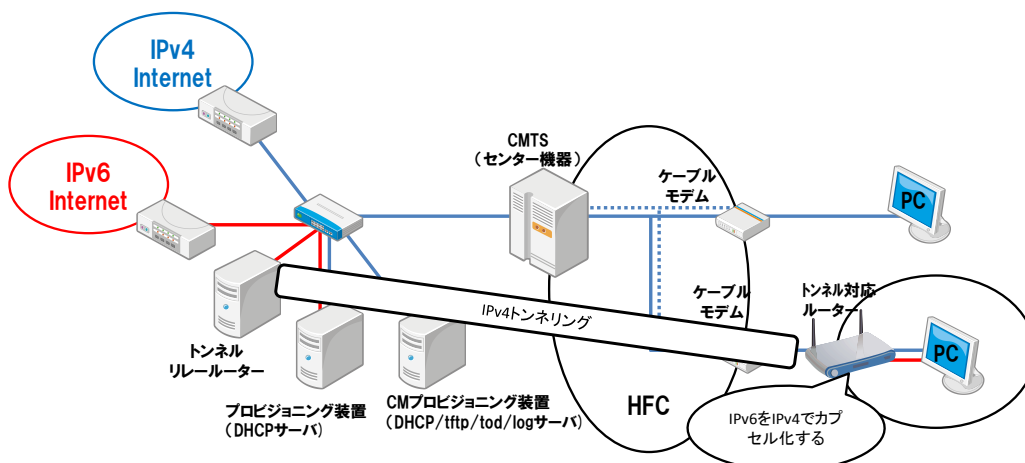 IPv4
Internet
IPv6
Internet
CMTS
（センター機器）
ケーブル
モデム
PC
IPv4トンネリング
ケーブル
モデム
トンネル対応
ルーター
PC
トンネル
リレールーター
プロビジョニング装置
（DHCPサーバ）
CMプロビジョニング装置
（DHCP/tftp/tod/logサーバ）
HFC
IPv6をIPv4でカプ
セル化する